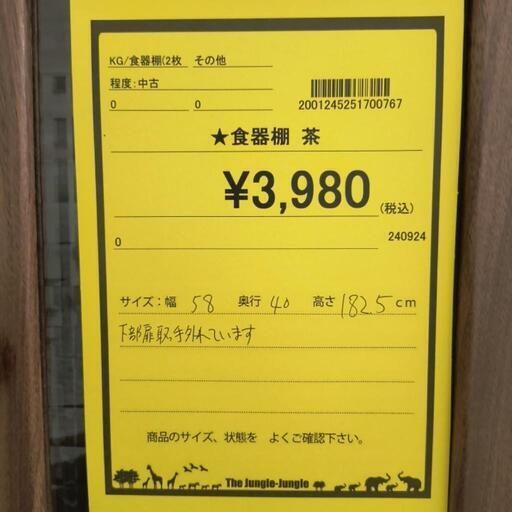 KG/食器棚(2枚 その他
程度:中古
0 0
2001245251700767
★食器棚 茶
¥3,980 (税込)
0 240924
サイズ:幅 58 奥行 40 高さ 182.5 cm
下部扉取っ手外れています
商品のサイズ、状態を よくご確認下さい。
The Jungle-Jungle